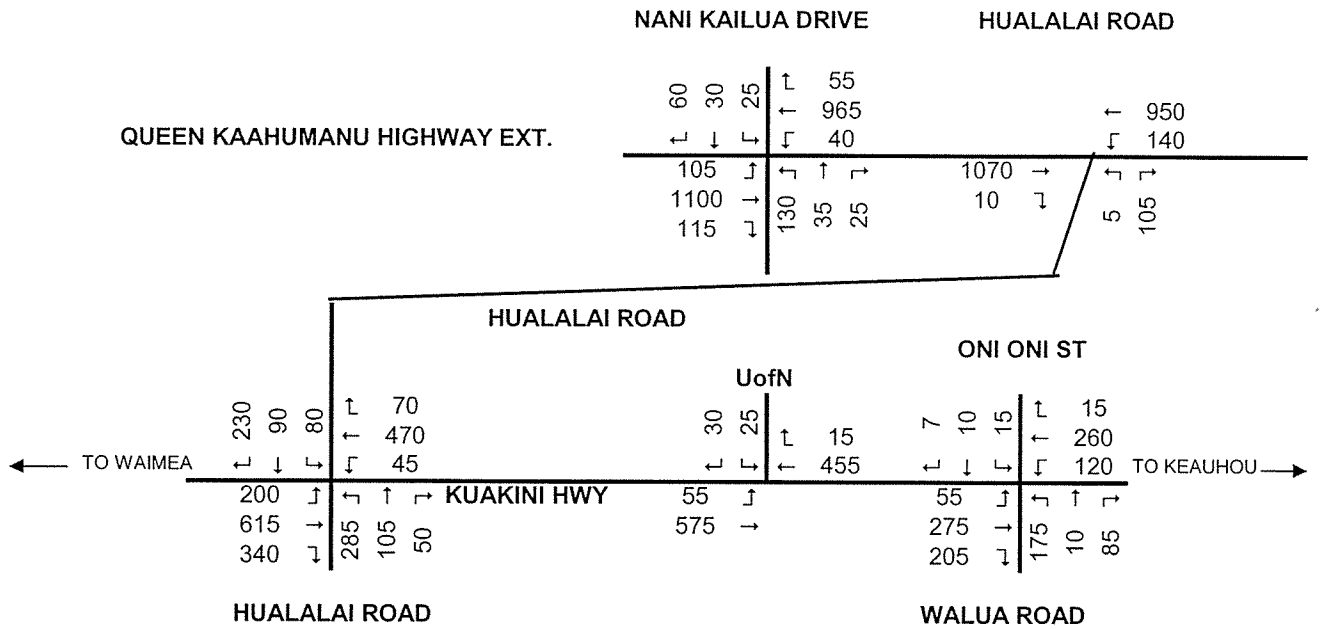 NANI KAILUA DRIVE HUALALAI ROAD
60 30 25 ↰ 55
← 965 ← 950
QUEEN KAAHUMANU HIGHWAY EXT. ↵ ↓ ↳ 40 140
105 1070 →
1100 → 10
115 130 35 25 5 105
HUALALAI ROAD
ONI ONI ST
UofN
230 90 80 70 30 25 15 7 10 15 15
← 470 ← 260
← TO WAIMEA 45 ← 455 120 TO KEAUHOU →
200 KUAKINI HWY 55 55
615 → 575 → 275 →
340 285 105 50 205 175 10 85
HUALALAI ROAD WALUA ROAD